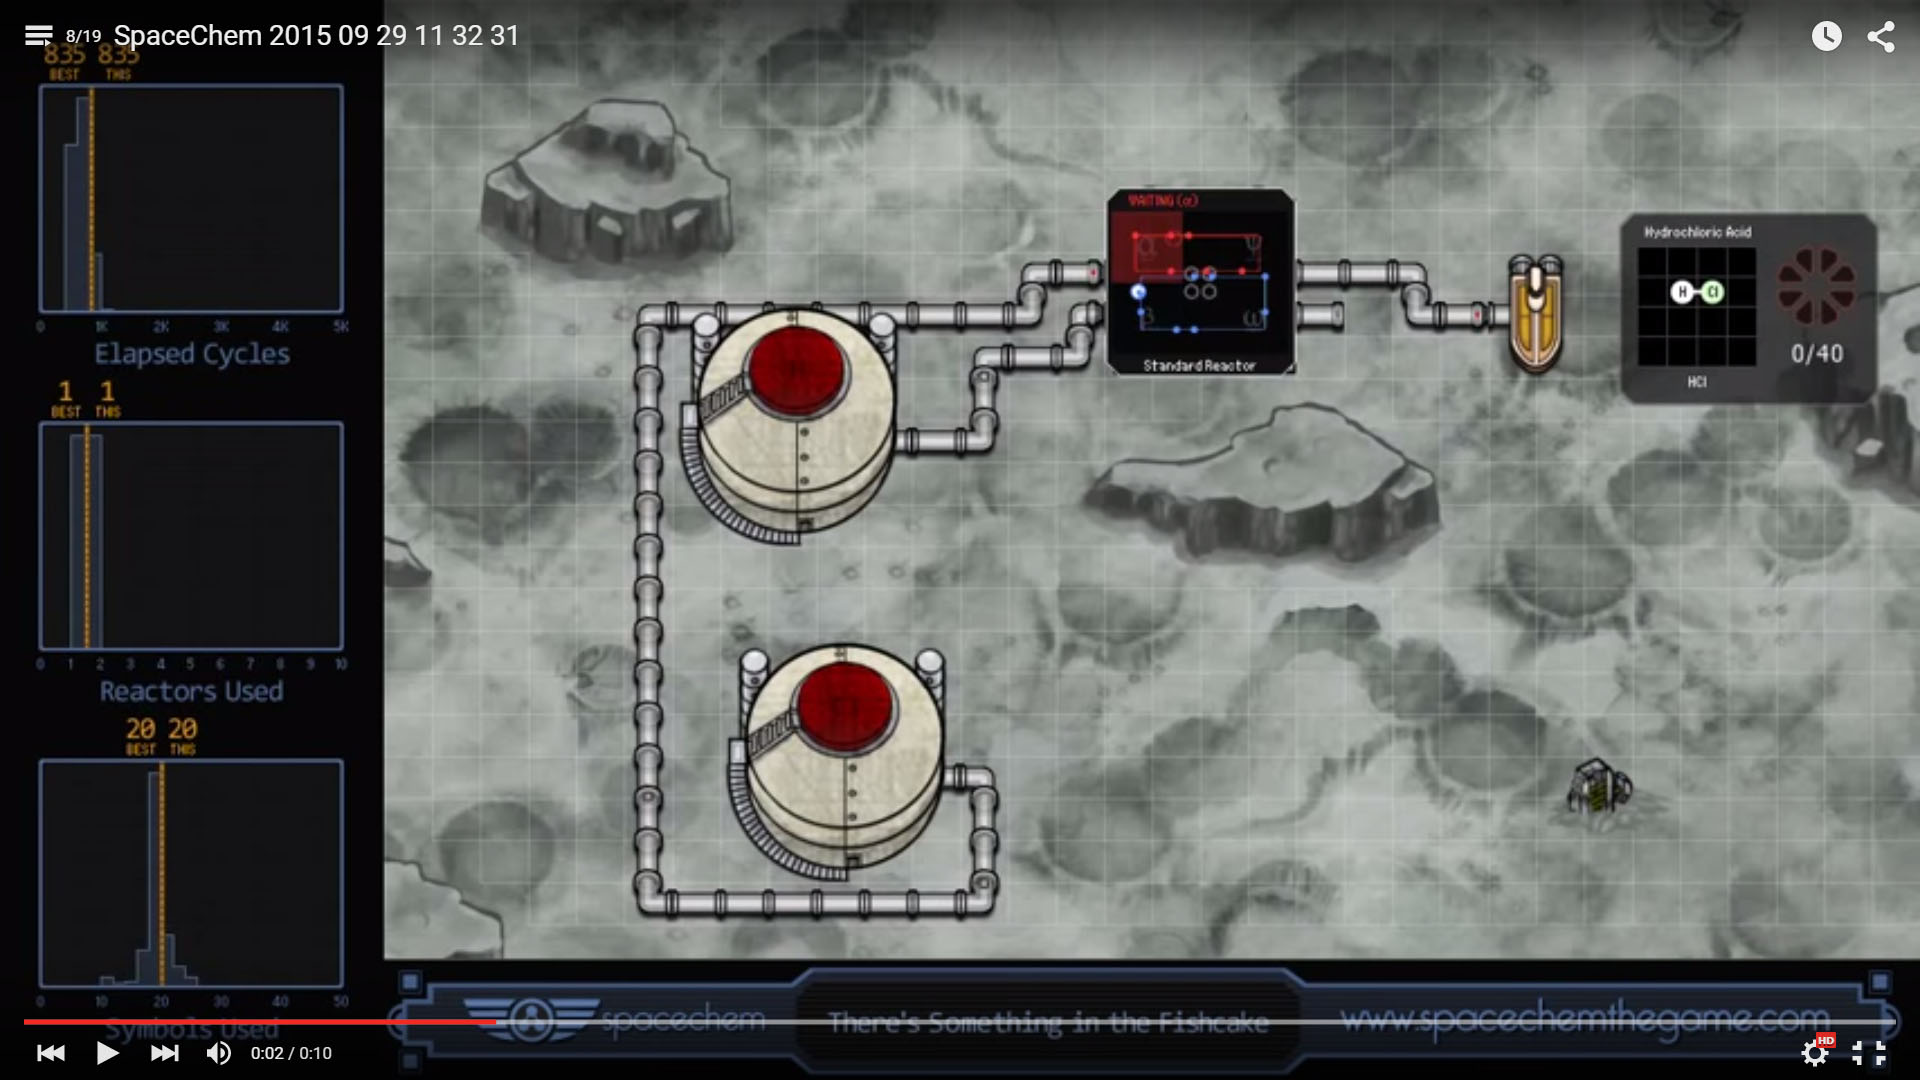 8/19 SpaceChem 2015 09 29 11 32 31
835 835
BEST THIS
0 1K 2K 3K 4K 5K
Elapsed Cycles
1 1
BEST THIS
0 1 2 3 4 5 6 7 8 9 10
Reactors Used
20 20
BEST THIS
0 10 20 30 40 50
Symbols Used
WAITING (α)
α Ψ
β ω
Standard Reactor
Hydrochloric Acid
H Cl
0/40
HCl
spacechem
There's Something in the Fishcake
www.spacechemthegame.com
0:02 / 0:10
HD